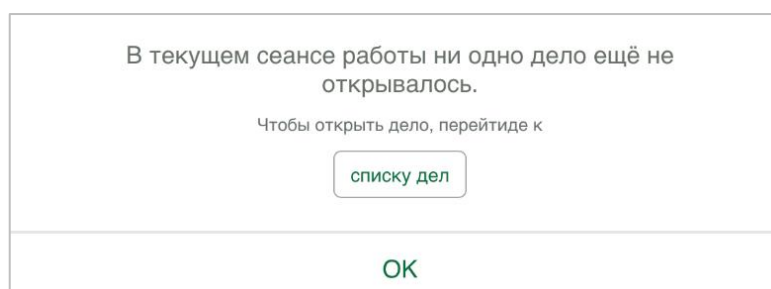 В текущем сеансе работы ни одно дело ещё не
открывалось.
Чтобы открыть дело, перейтиде к
списку дел
OK